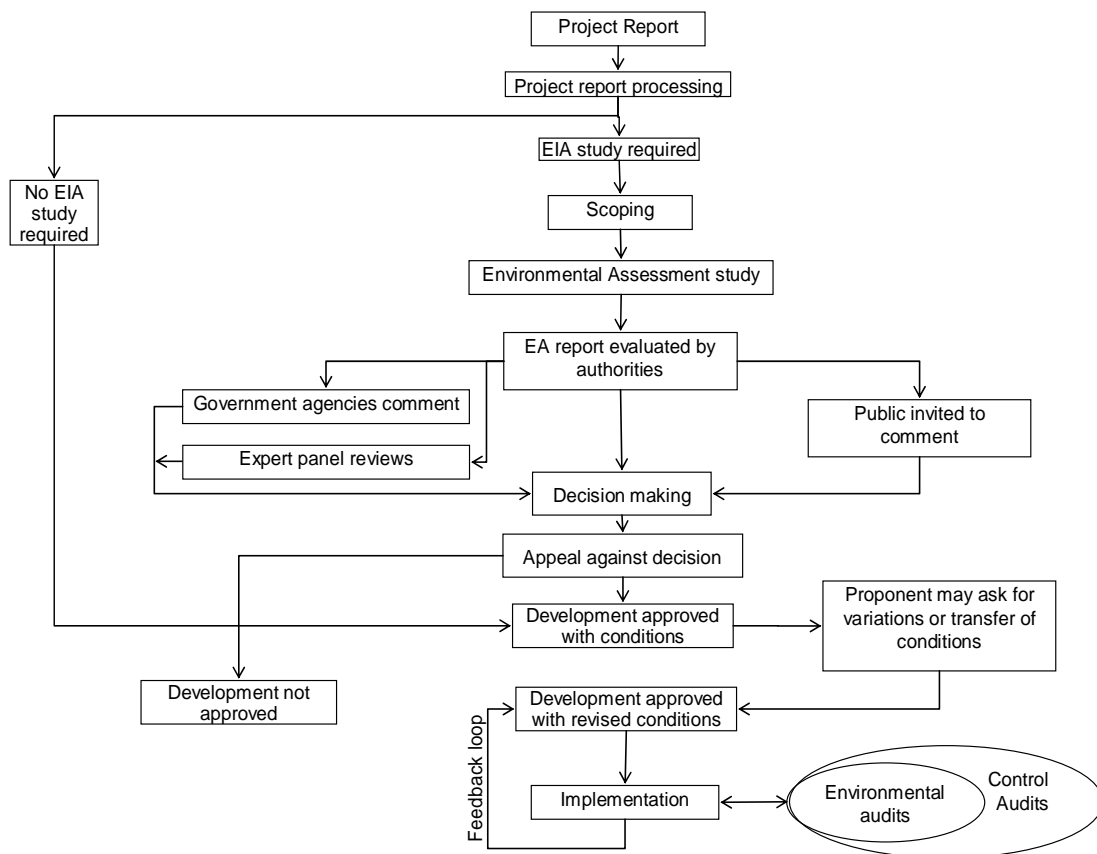 Project Report
Project report processing
EIA study required
No EIA
study
required
Scoping
Environmental Assessment study
EA report evaluated by
authorities
Government agencies comment
Public invited to
comment
Expert panel reviews
Decision making
Appeal against decision
Development approved
with conditions
Proponent may ask for
variations or transfer of
conditions
Development not
approved
Development approved
with revised conditions
Feedback loop
Implementation
Environmental
audits
Control
Audits